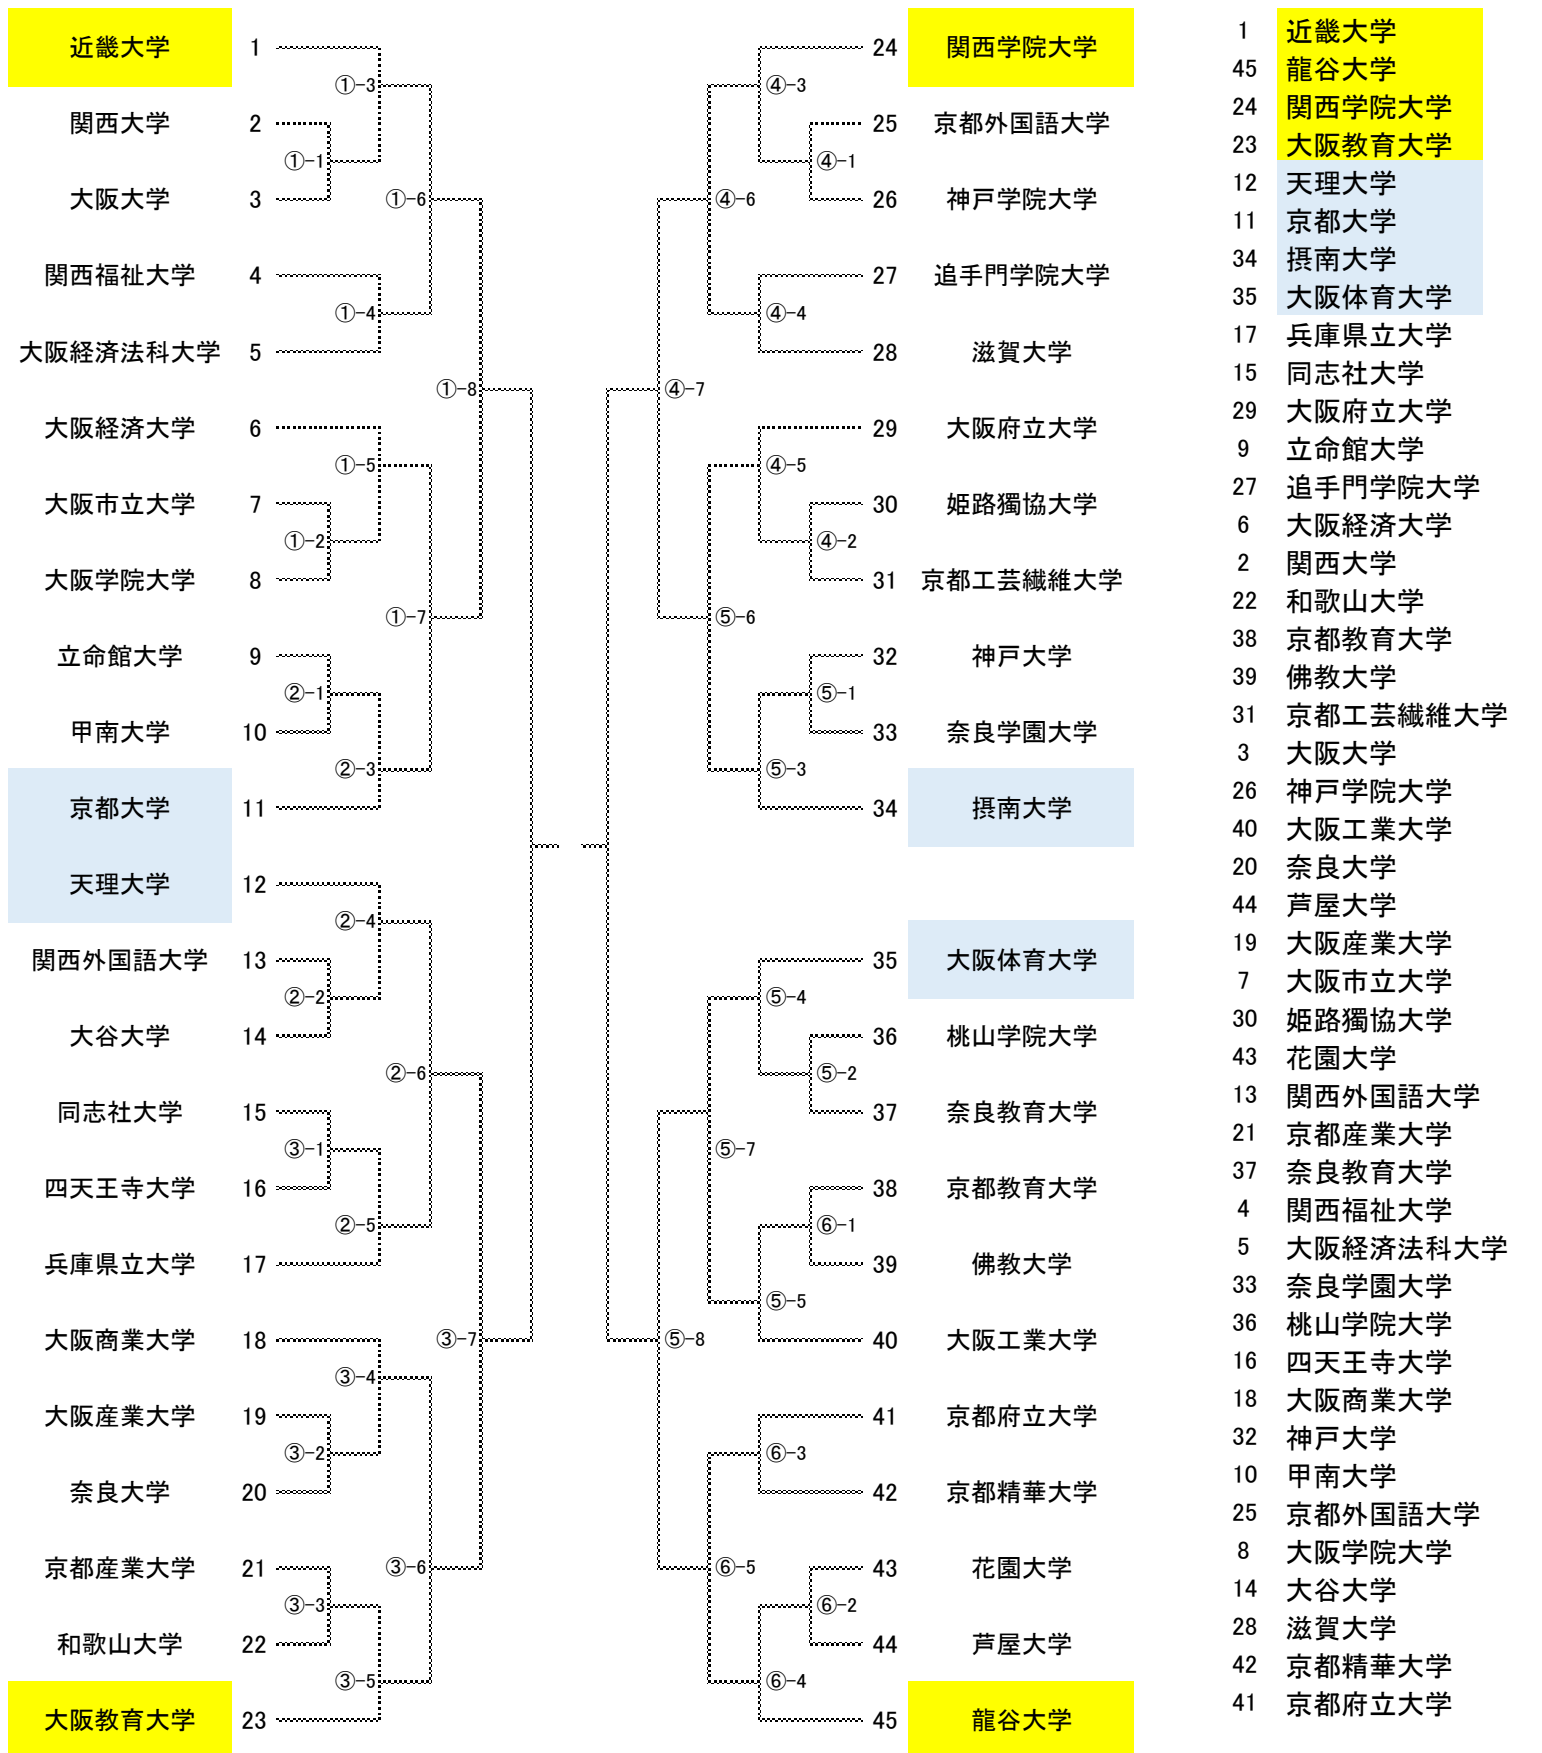 近畿大学 1
①-3
関西大学 2
①-1
大阪大学 3
①-6
関西福祉大学 4
①-4
大阪経済法科大学 5
①-8
大阪経済大学 6
①-5
大阪市立大学 7
①-2
大阪学院大学 8
①-7
立命館大学 9
②-1
甲南大学 10
②-3
京都大学 11
天理大学 12
②-4
関西外国語大学 13
②-2
大谷大学 14
②-6
同志社大学 15
③-1
四天王寺大学 16
②-5
兵庫県立大学 17
大阪商業大学 18
③-7
③-4
大阪産業大学 19
③-2
奈良大学 20
京都産業大学 21
③-6
③-3
和歌山大学 22
③-5
大阪教育大学 23
24 関西学院大学
④-3
25 京都外国語大学
④-1
26 神戸学院大学
④-6
27 追手門学院大学
④-4
28 滋賀大学
④-7
29 大阪府立大学
④-5
30 姫路獨協大学
④-2
31 京都工芸繊維大学
⑤-6
32 神戸大学
⑤-1
33 奈良学園大学
⑤-3
34 摂南大学
35 大阪体育大学
⑤-4
36 桃山学院大学
⑤-2
37 奈良教育大学
⑤-7
38 京都教育大学
⑥-1
39 佛教大学
⑤-5
40 大阪工業大学
⑤-8
41 京都府立大学
⑥-3
42 京都精華大学
43 花園大学
⑥-5
⑥-2
44 芦屋大学
⑥-4
45 龍谷大学
1 近畿大学
45 龍谷大学
24 関西学院大学
23 大阪教育大学
12 天理大学
11 京都大学
34 摂南大学
35 大阪体育大学
17 兵庫県立大学
15 同志社大学
29 大阪府立大学
9 立命館大学
27 追手門学院大学
6 大阪経済大学
2 関西大学
22 和歌山大学
38 京都教育大学
39 佛教大学
31 京都工芸繊維大学
3 大阪大学
26 神戸学院大学
40 大阪工業大学
20 奈良大学
44 芦屋大学
19 大阪産業大学
7 大阪市立大学
30 姫路獨協大学
43 花園大学
13 関西外国語大学
21 京都産業大学
37 奈良教育大学
4 関西福祉大学
5 大阪経済法科大学
33 奈良学園大学
36 桃山学院大学
16 四天王寺大学
18 大阪商業大学
32 神戸大学
10 甲南大学
25 京都外国語大学
8 大阪学院大学
14 大谷大学
28 滋賀大学
42 京都精華大学
41 京都府立大学